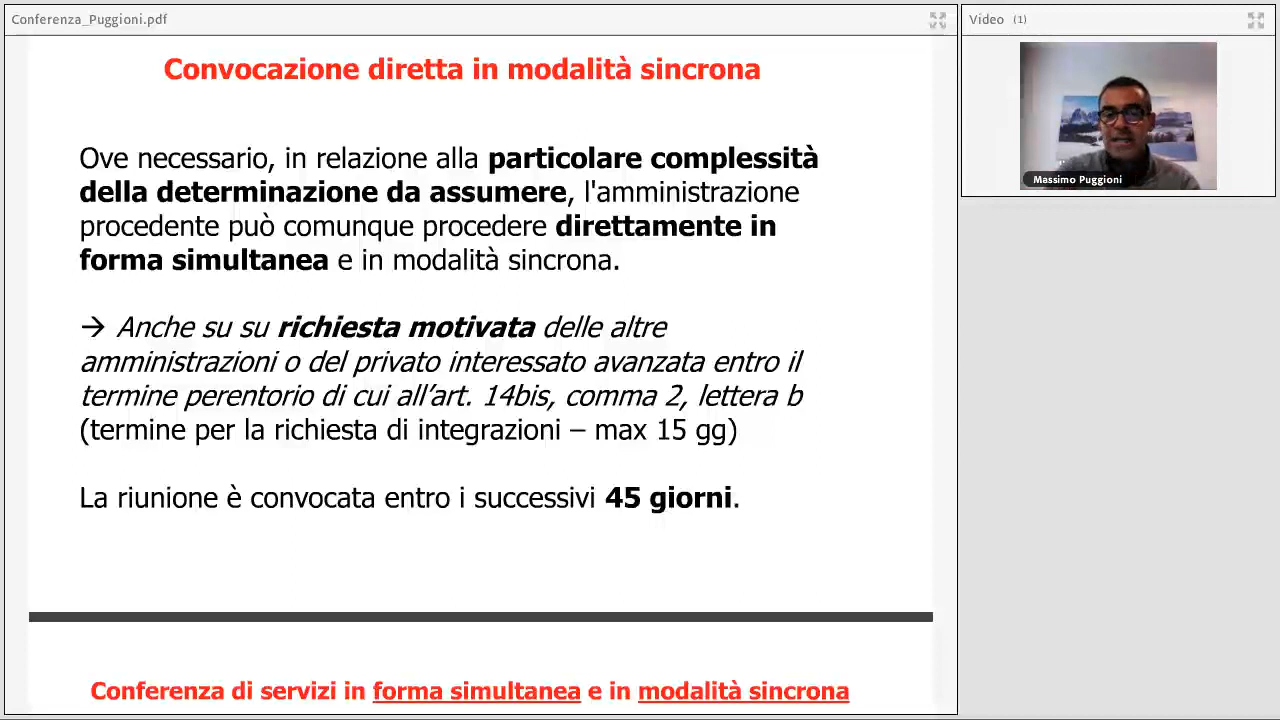 Conferenza_Puggioni.pdf
Convocazione diretta in modalità sincrona
Ove necessario, in relazione alla particolare complessità
della determinazione da assumere, l'amministrazione
procedente può comunque procedere direttamente in
forma simultanea e in modalità sincrona.
→ Anche su su richiesta motivata delle altre
amministrazioni o del privato interessato avanzata entro il
termine perentorio di cui all’art. 14bis, comma 2, lettera b
(termine per la richiesta di integrazioni – max 15 gg)
La riunione è convocata entro i successivi 45 giorni.
Conferenza di servizi in forma simultanea e in modalità sincrona
Video (1)
Massimo Puggioni